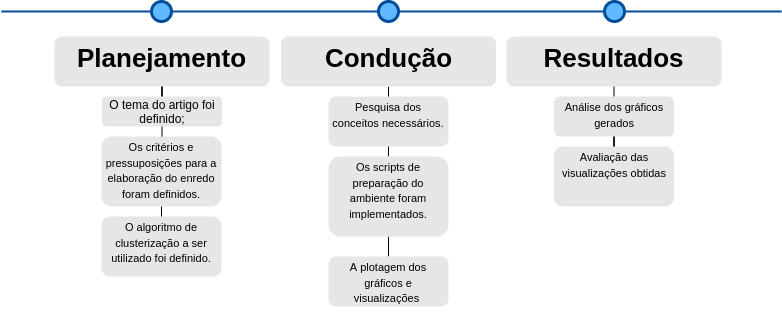 Planejamento
O tema do artigo foi
definido;
Os critérios e
pressuposições para a
elaboração do enredo
foram definidos.
O algoritmo de
clusterização a ser
utilizado foi definido.
Condução
Pesquisa dos
conceitos necessários.
Os scripts de
preparação do
ambiente foram
implementados.
A plotagem dos
gráficos e
visualizações
Resultados
Análise dos gráficos
gerados
Avaliação das
visualizações obtidas